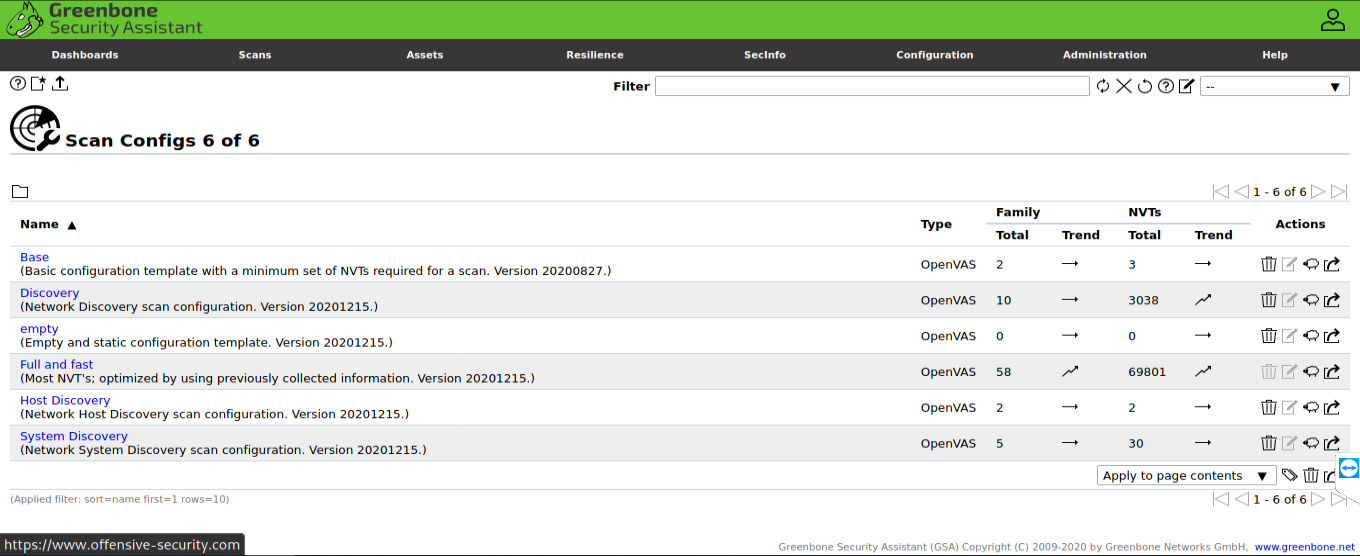 Greenbone
Security Assistant
Dashboards Scans Assets Resilience SecInfo Configuration Administration Help
Filter --
Scan Configs 6 of 6
1 - 6 of 6
Name ▲ Type Family NVTs Actions
Total Trend Total Trend
Base
(Basic configuration template with a minimum set of NVTs required for a scan. Version 20200827.) OpenVAS 2 3
Discovery
(Network Discovery scan configuration. Version 20201215.) OpenVAS 10 3038
empty
(Empty and static configuration template. Version 20201215.) OpenVAS 0 0
Full and fast
(Most NVT's; optimized by using previously collected information. Version 20201215.) OpenVAS 58 69801
Host Discovery
(Network Host Discovery scan configuration. Version 20201215.) OpenVAS 2 2
System Discovery
(Network System Discovery scan configuration. Version 20201215.) OpenVAS 5 30
Apply to page contents
(Applied filter: sort=name first=1 rows=10) 1 - 6 of 6
https://www.offensive-security.com
Greenbone Security Assistant (GSA) Copyright (C) 2009-2020 by Greenbone Networks GmbH, www.greenbone.net